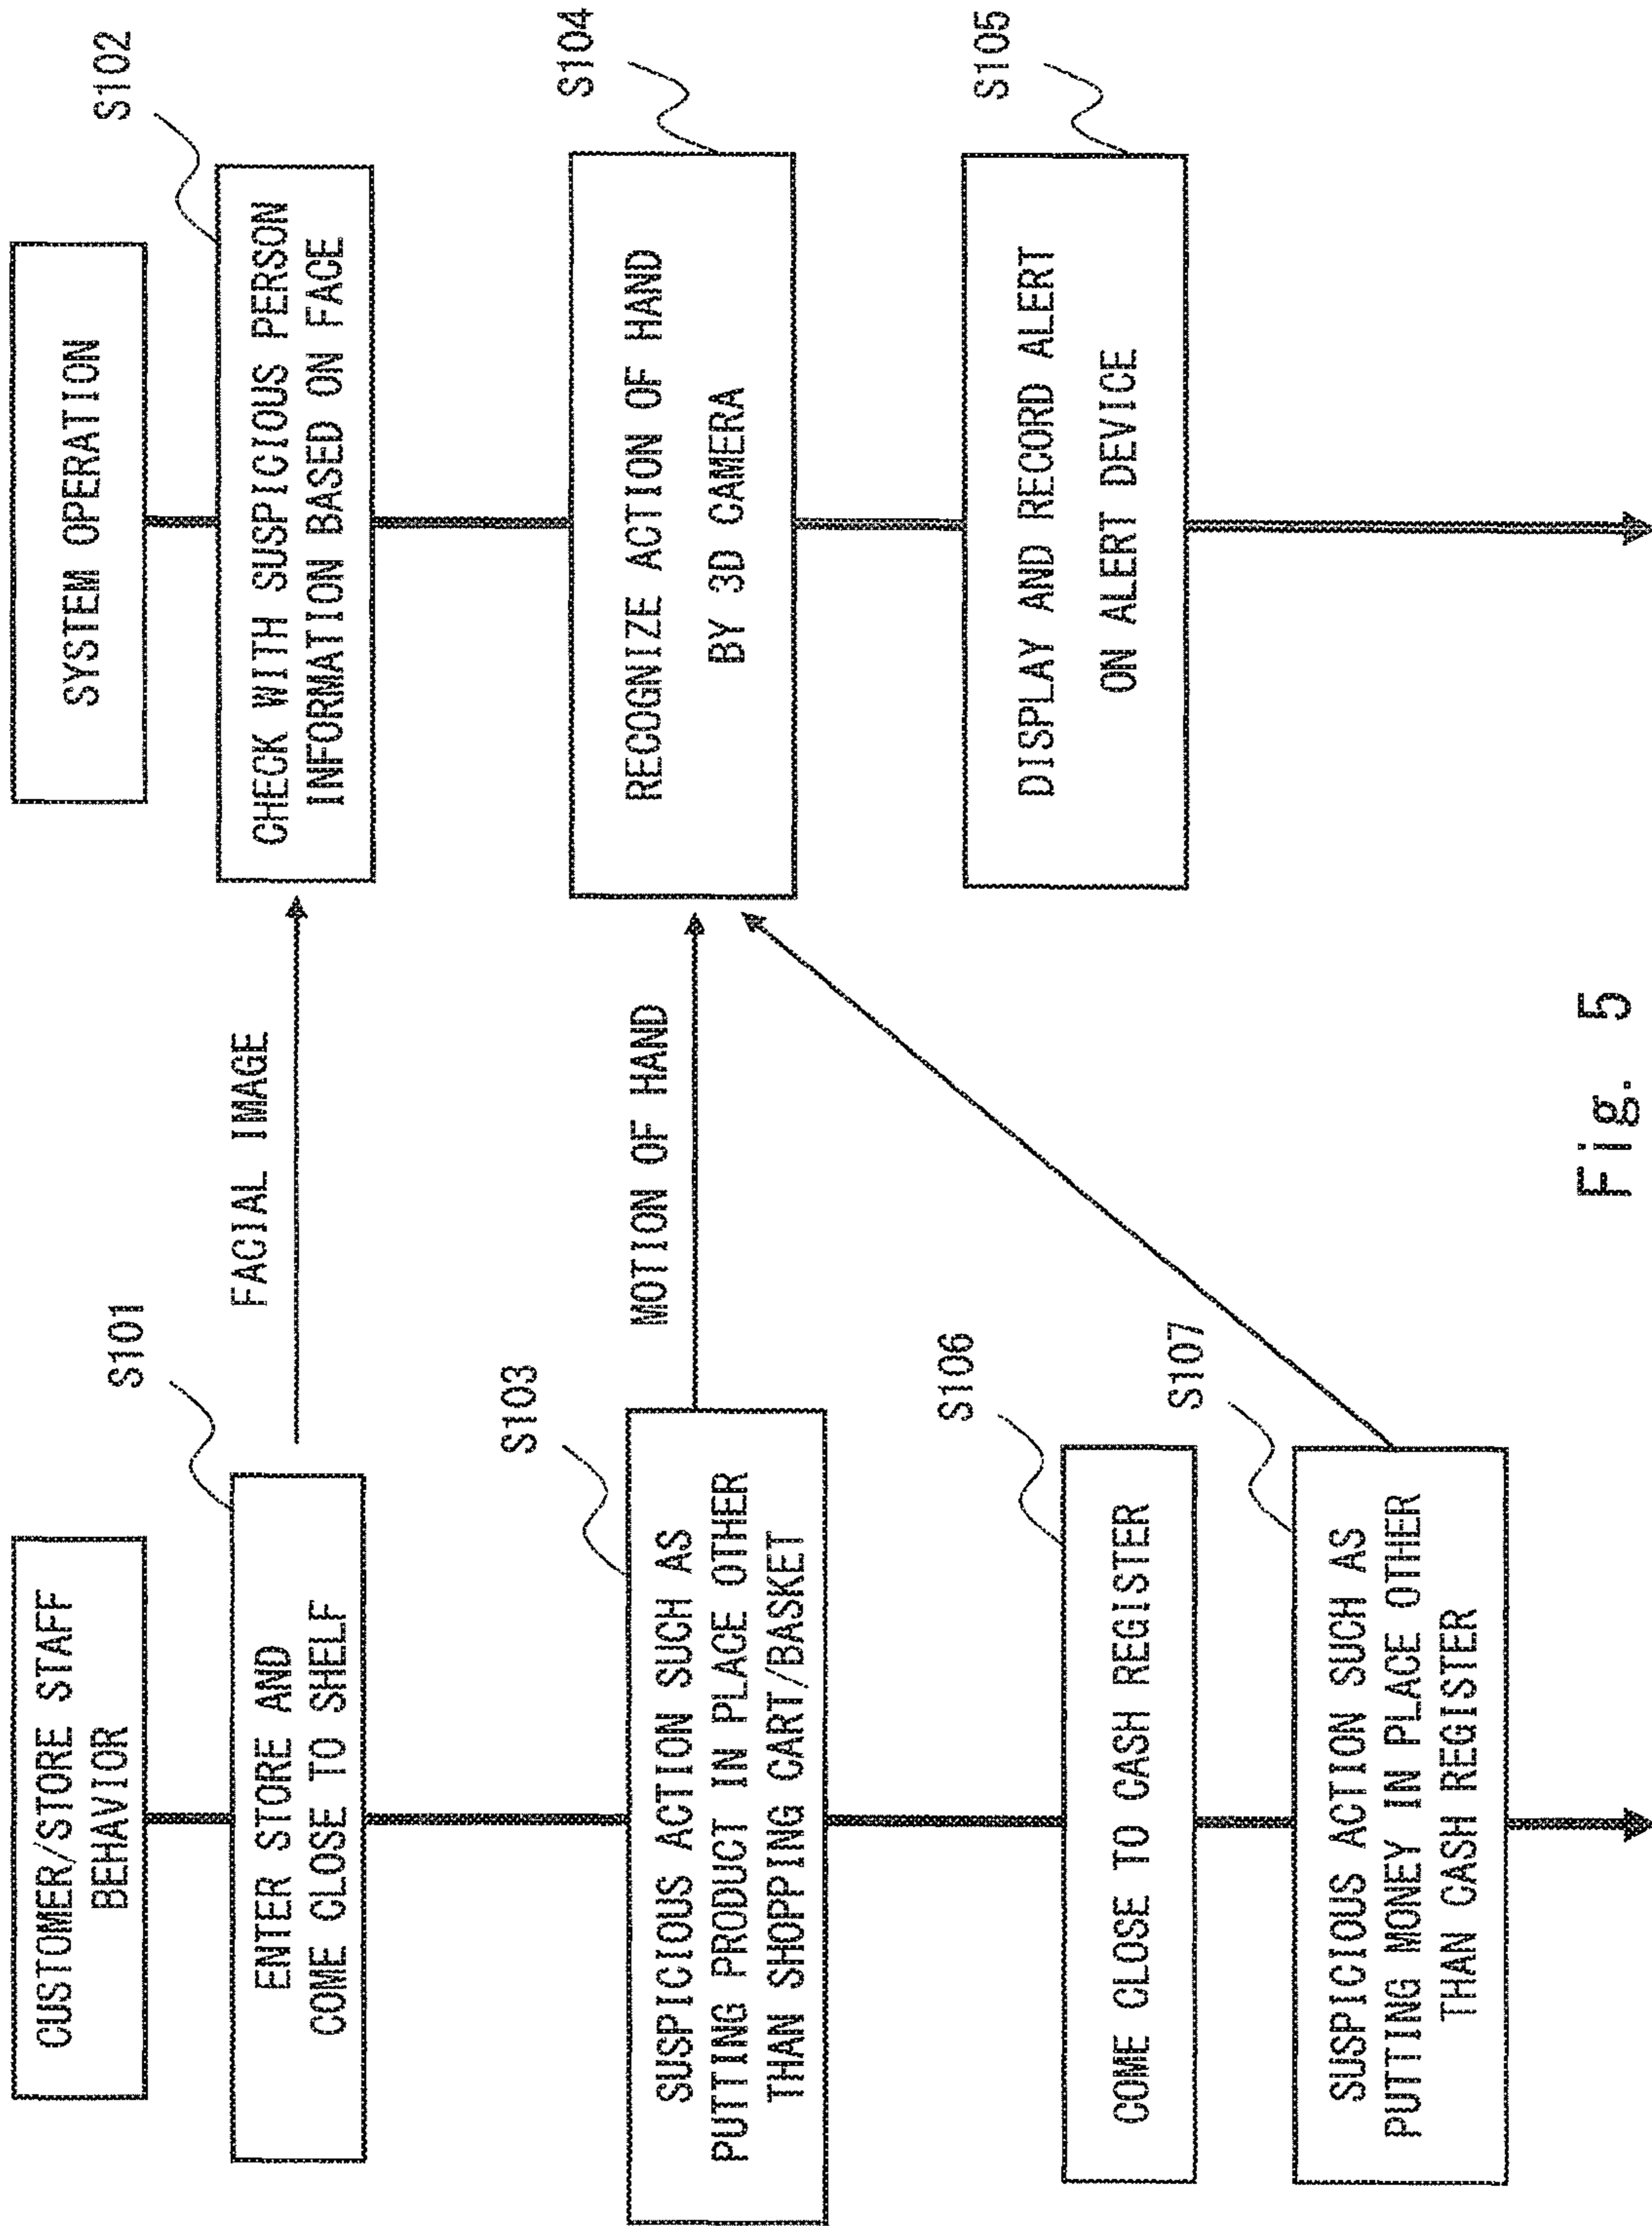 CUSTOMER/STORE STAFF
BEHAVIOR
SYSTEM OPERATION
S101
ENTER STORE AND
COME CLOSE TO SHELF
FACIAL IMAGE
S102
CHECK WITH SUSPICIOUS PERSON
INFORMATION BASED ON FACE
S103
SUSPICIOUS ACTION SUCH AS
PUTTING PRODUCT IN PLACE OTHER
THAN SHOPPING CART/BASKET
MOTION OF HAND
S104
RECOGNIZE ACTION OF HAND
BY 3D CAMERA
S105
DISPLAY AND RECORD ALERT
ON ALERT DEVICE
S106
COME CLOSE TO CASH REGISTER
S107
SUSPICIOUS ACTION SUCH AS
PUTTING MONEY IN PLACE OTHER
THAN CASH REGISTER
Fig. 5